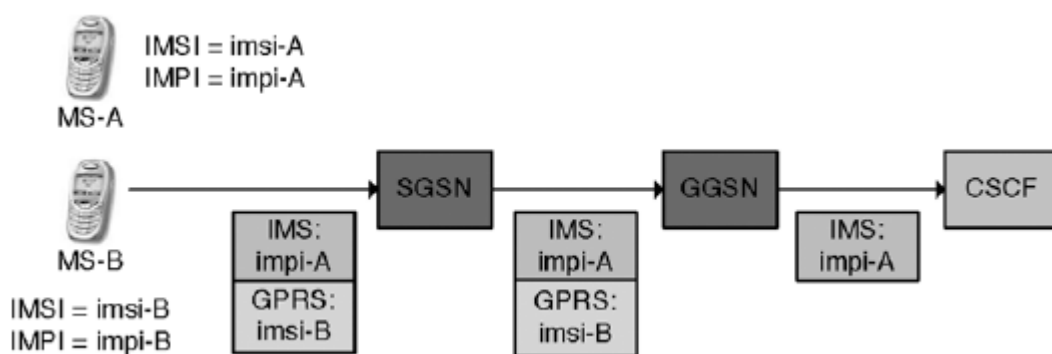 IMSI = imsi-A
IMPI = impi-A
MS-A
SGSN
GGSN
CSCF
MS-B
IMS:
impi-A
GPRS:
imsi-B
IMS:
impi-A
GPRS:
imsi-B
IMS:
impi-A
IMSI = imsi-B
IMPI = impi-B